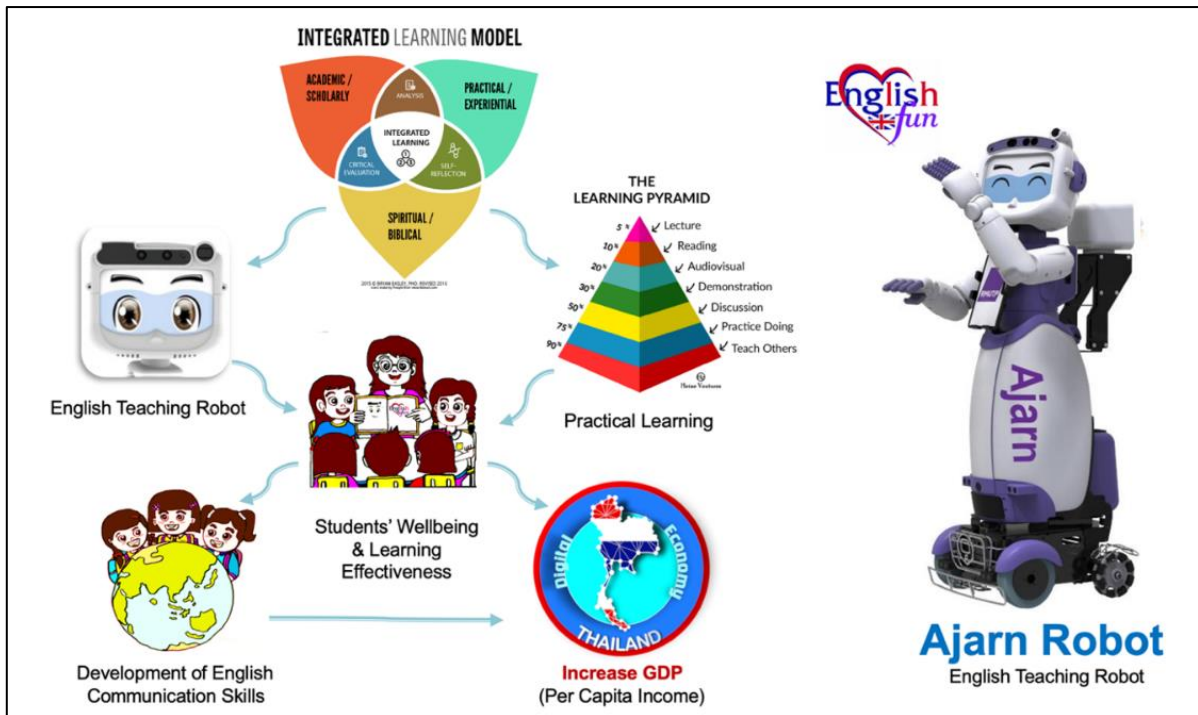 INTEGRATED LEARNING MODEL
ACADEMIC /
SCHOLARLY
PRACTICAL /
EXPERIENTIAL
ANALYSIS
INTEGRATED
LEARNING
CRITICAL
EVALUATION
SELF-
REFLECTION
SPIRITUAL /
BIBLICAL
English
fun
THE
LEARNING PYRAMID
5% Lecture
10% Reading
20% Audiovisual
30% Demonstration
50% Discussion
75% Practice Doing
90% Teach Others
English Teaching Robot
Practical Learning
Students' Wellbeing
& Learning
Effectiveness
Digital
Economy
THAILAND
Development of English
Communication Skills
Increase GDP
(Per Capita Income)
Ajarn
Ajarn Robot
English Teaching Robot